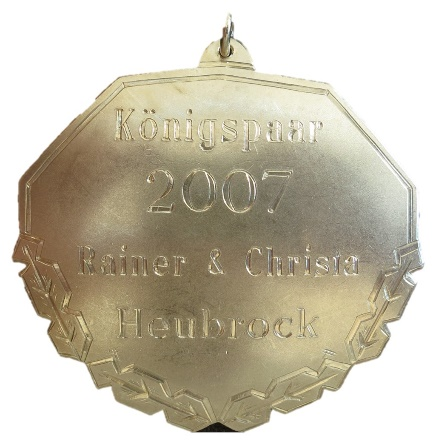 Königspaar
2007
Rainer & Christa
Heubrock